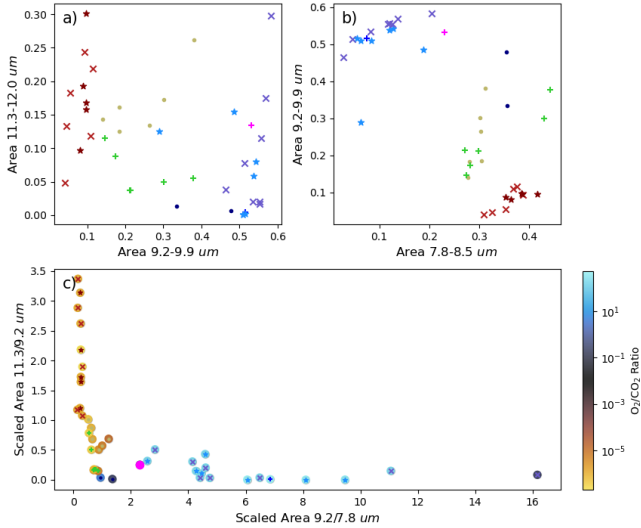 a)
0.30
0.25
0.20
0.15
0.10
0.05
0.00
Area 11.3-12.0 um
0.1 0.2 0.3 0.4 0.5 0.6
Area 9.2-9.9 um
b)
0.6
0.5
0.4
0.3
0.2
0.1
Area 9.2-9.9 um
0.1 0.2 0.3 0.4
Area 7.8-8.5 um
c)
3.5
3.0
2.5
2.0
1.5
1.0
0.5
0.0
Scaled Area 11.3/9.2 um
0 2 4 6 8 10 12 14 16
Scaled Area 9.2/7.8 um
10¹
10⁻¹
10⁻³
10⁻⁵
O₂/CO₂ Ratio